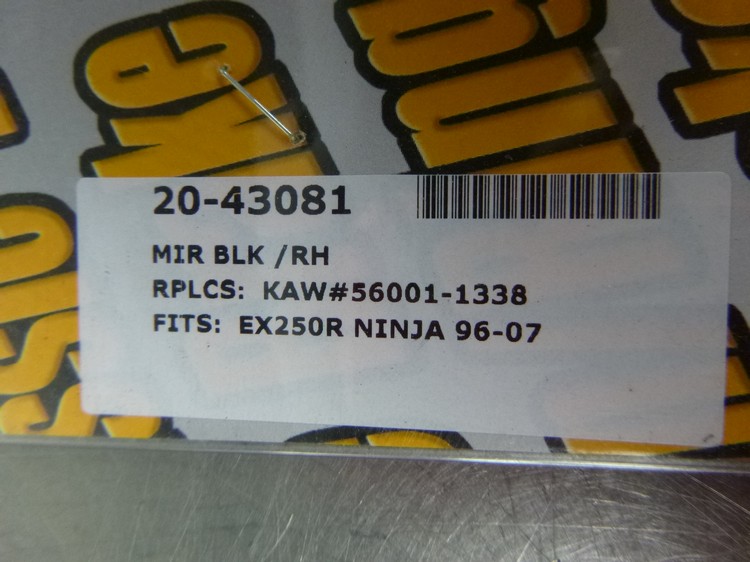 20-43081
MIR BLK /RH
RPLCS: KAW#56001-1338
FITS: EX250R NINJA 96-07